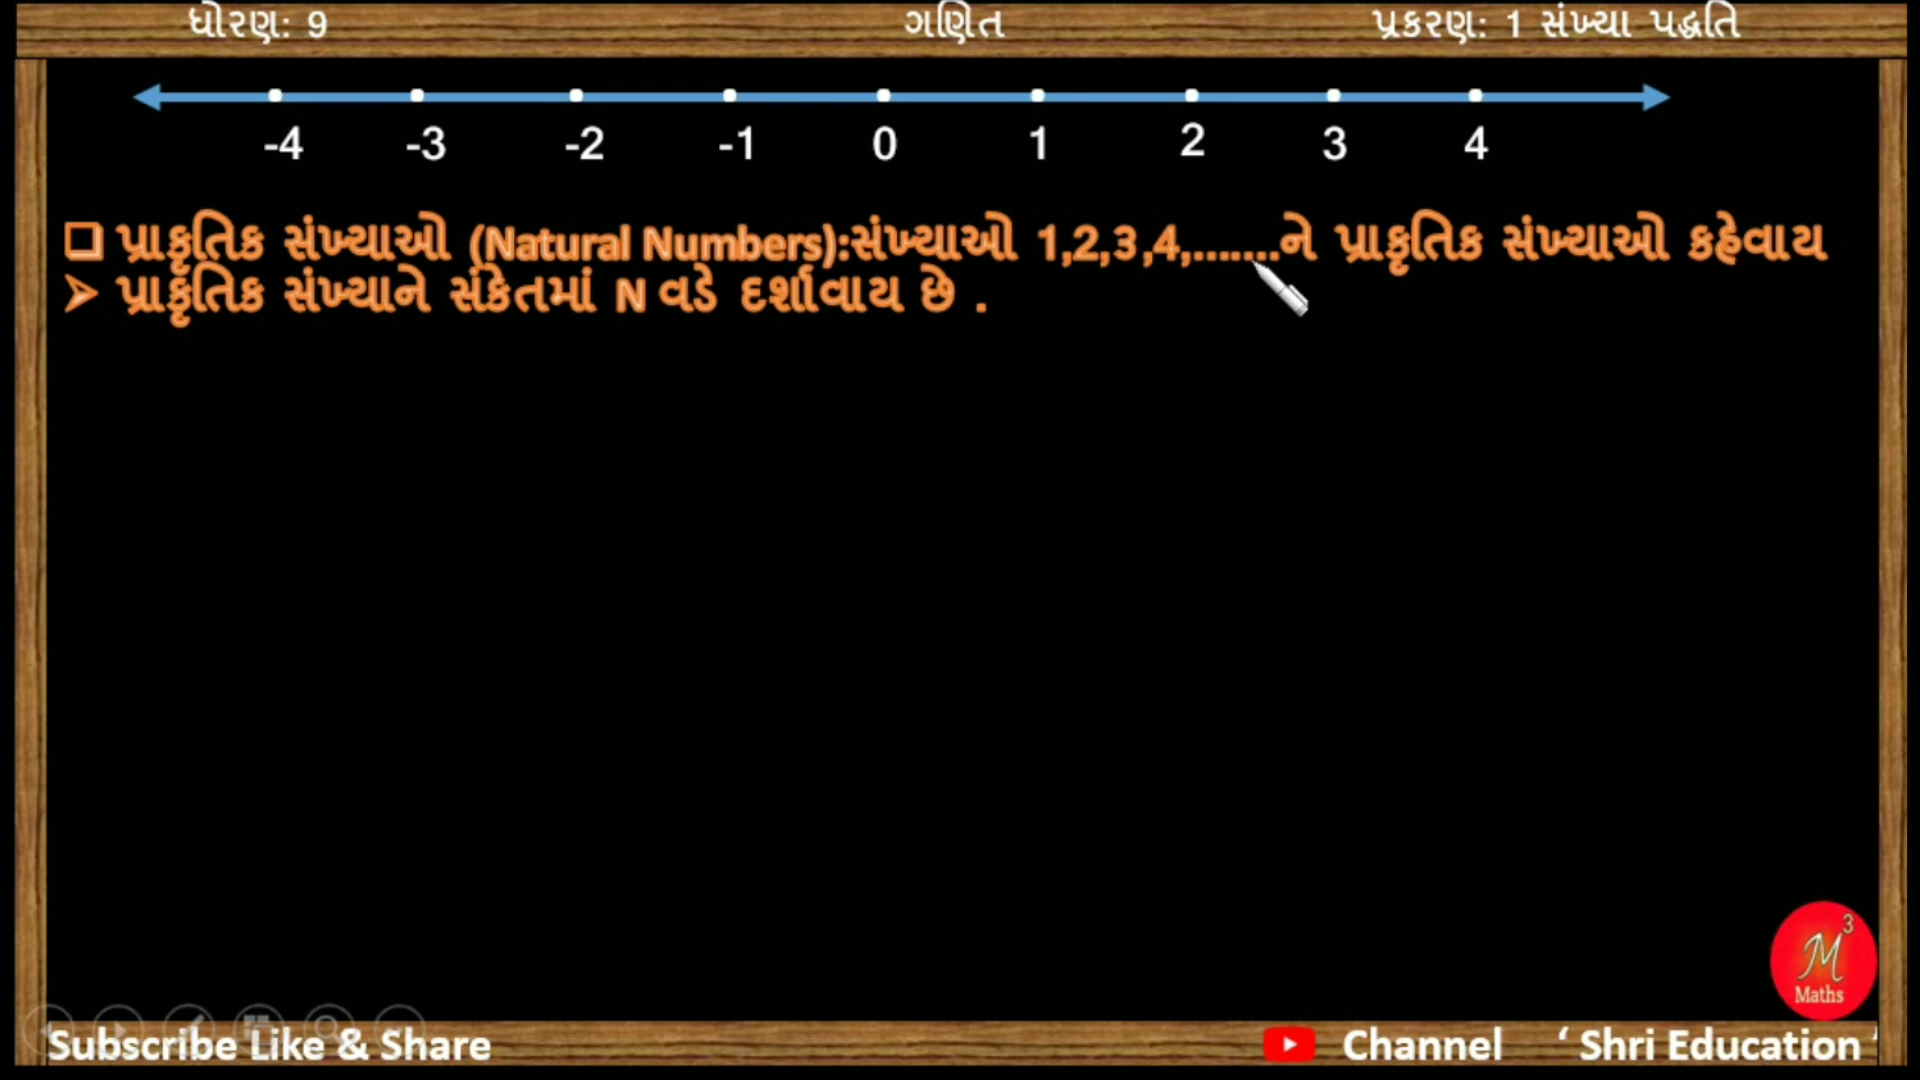 ધોરણ: 9 ગણિત પ્રકરણ: 1 સંખ્યા પદ્ધતિ
-4 -3 -2 -1 0 1 2 3 4
❑ પ્રાકૃતિક સંખ્યાઓ (Natural Numbers):સંખ્યાઓ 1,2,3,4,.......ને પ્રાકૃતિક સંખ્યાઓ કહેવાય
➢ પ્રાકૃતિક સંખ્યાને સંકેતમાં N વડે દર્શાવાય છે .
M³
Maths
Subscribe Like & Share Channel ‘ Shri Education ’